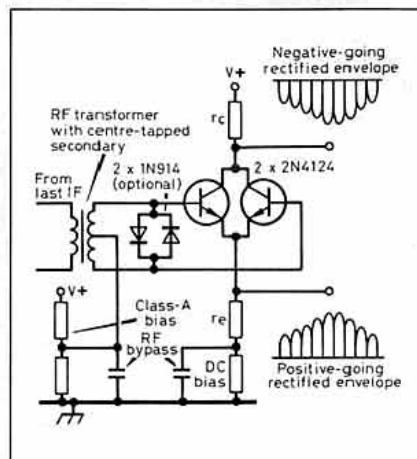 Negative-going
rectified envelope
V+
RF transformer
with centre-tapped
secondary
rc
2 x 1N914
(optional)
2 x 2N4124
From
last IF
V+
Class-A
bias
RF
bypass
re
DC
bias
Positive-going
rectified envelope